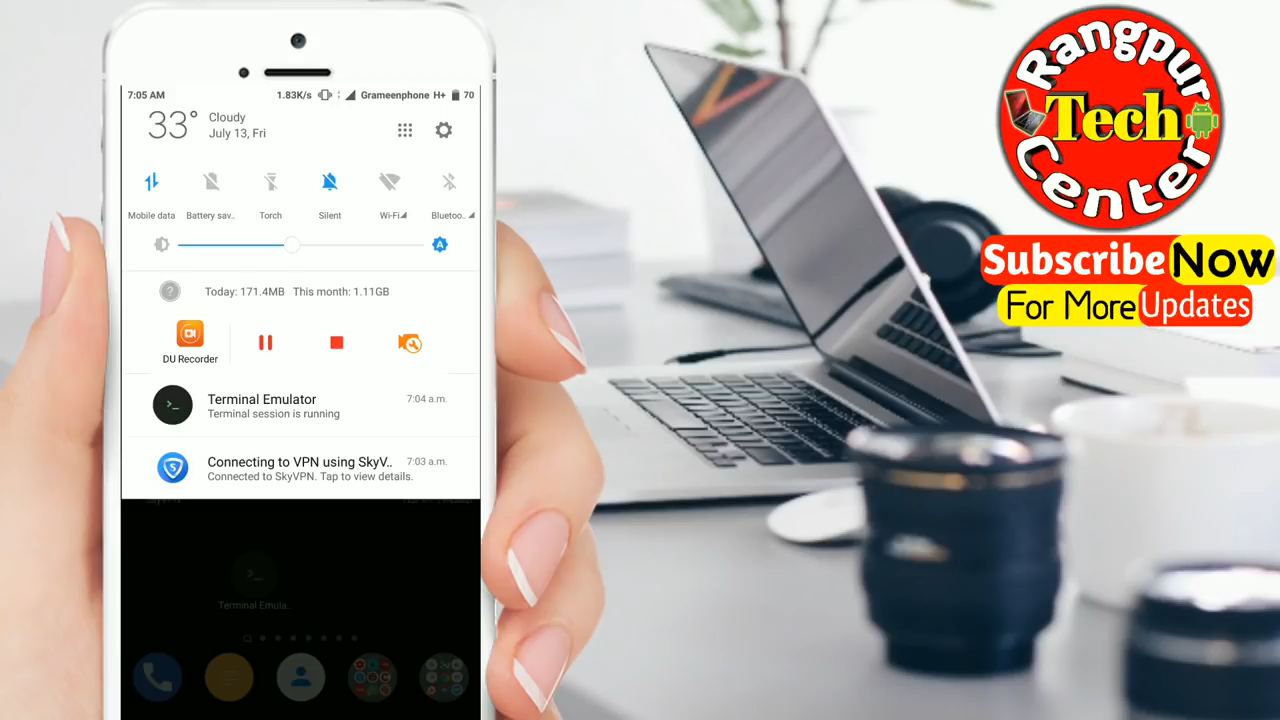 7:05 AM 1.83K/s Grameenphone H+ 70
33° Cloudy
July 13, Fri
Mobile data Battery sav.. Torch Silent Wi-Fi Bluetoo..
A
? Today: 171.4MB This month: 1.11GB
DU Recorder
>_ Terminal Emulator 7:04 a.m.
Terminal session is running
S Connecting to VPN using SkyV.. 7:03 a.m.
Connected to SkyVPN. Tap to view details.
>_
Terminal Emula..
Rangpur
Tech
Center
Subscribe Now
For More Updates